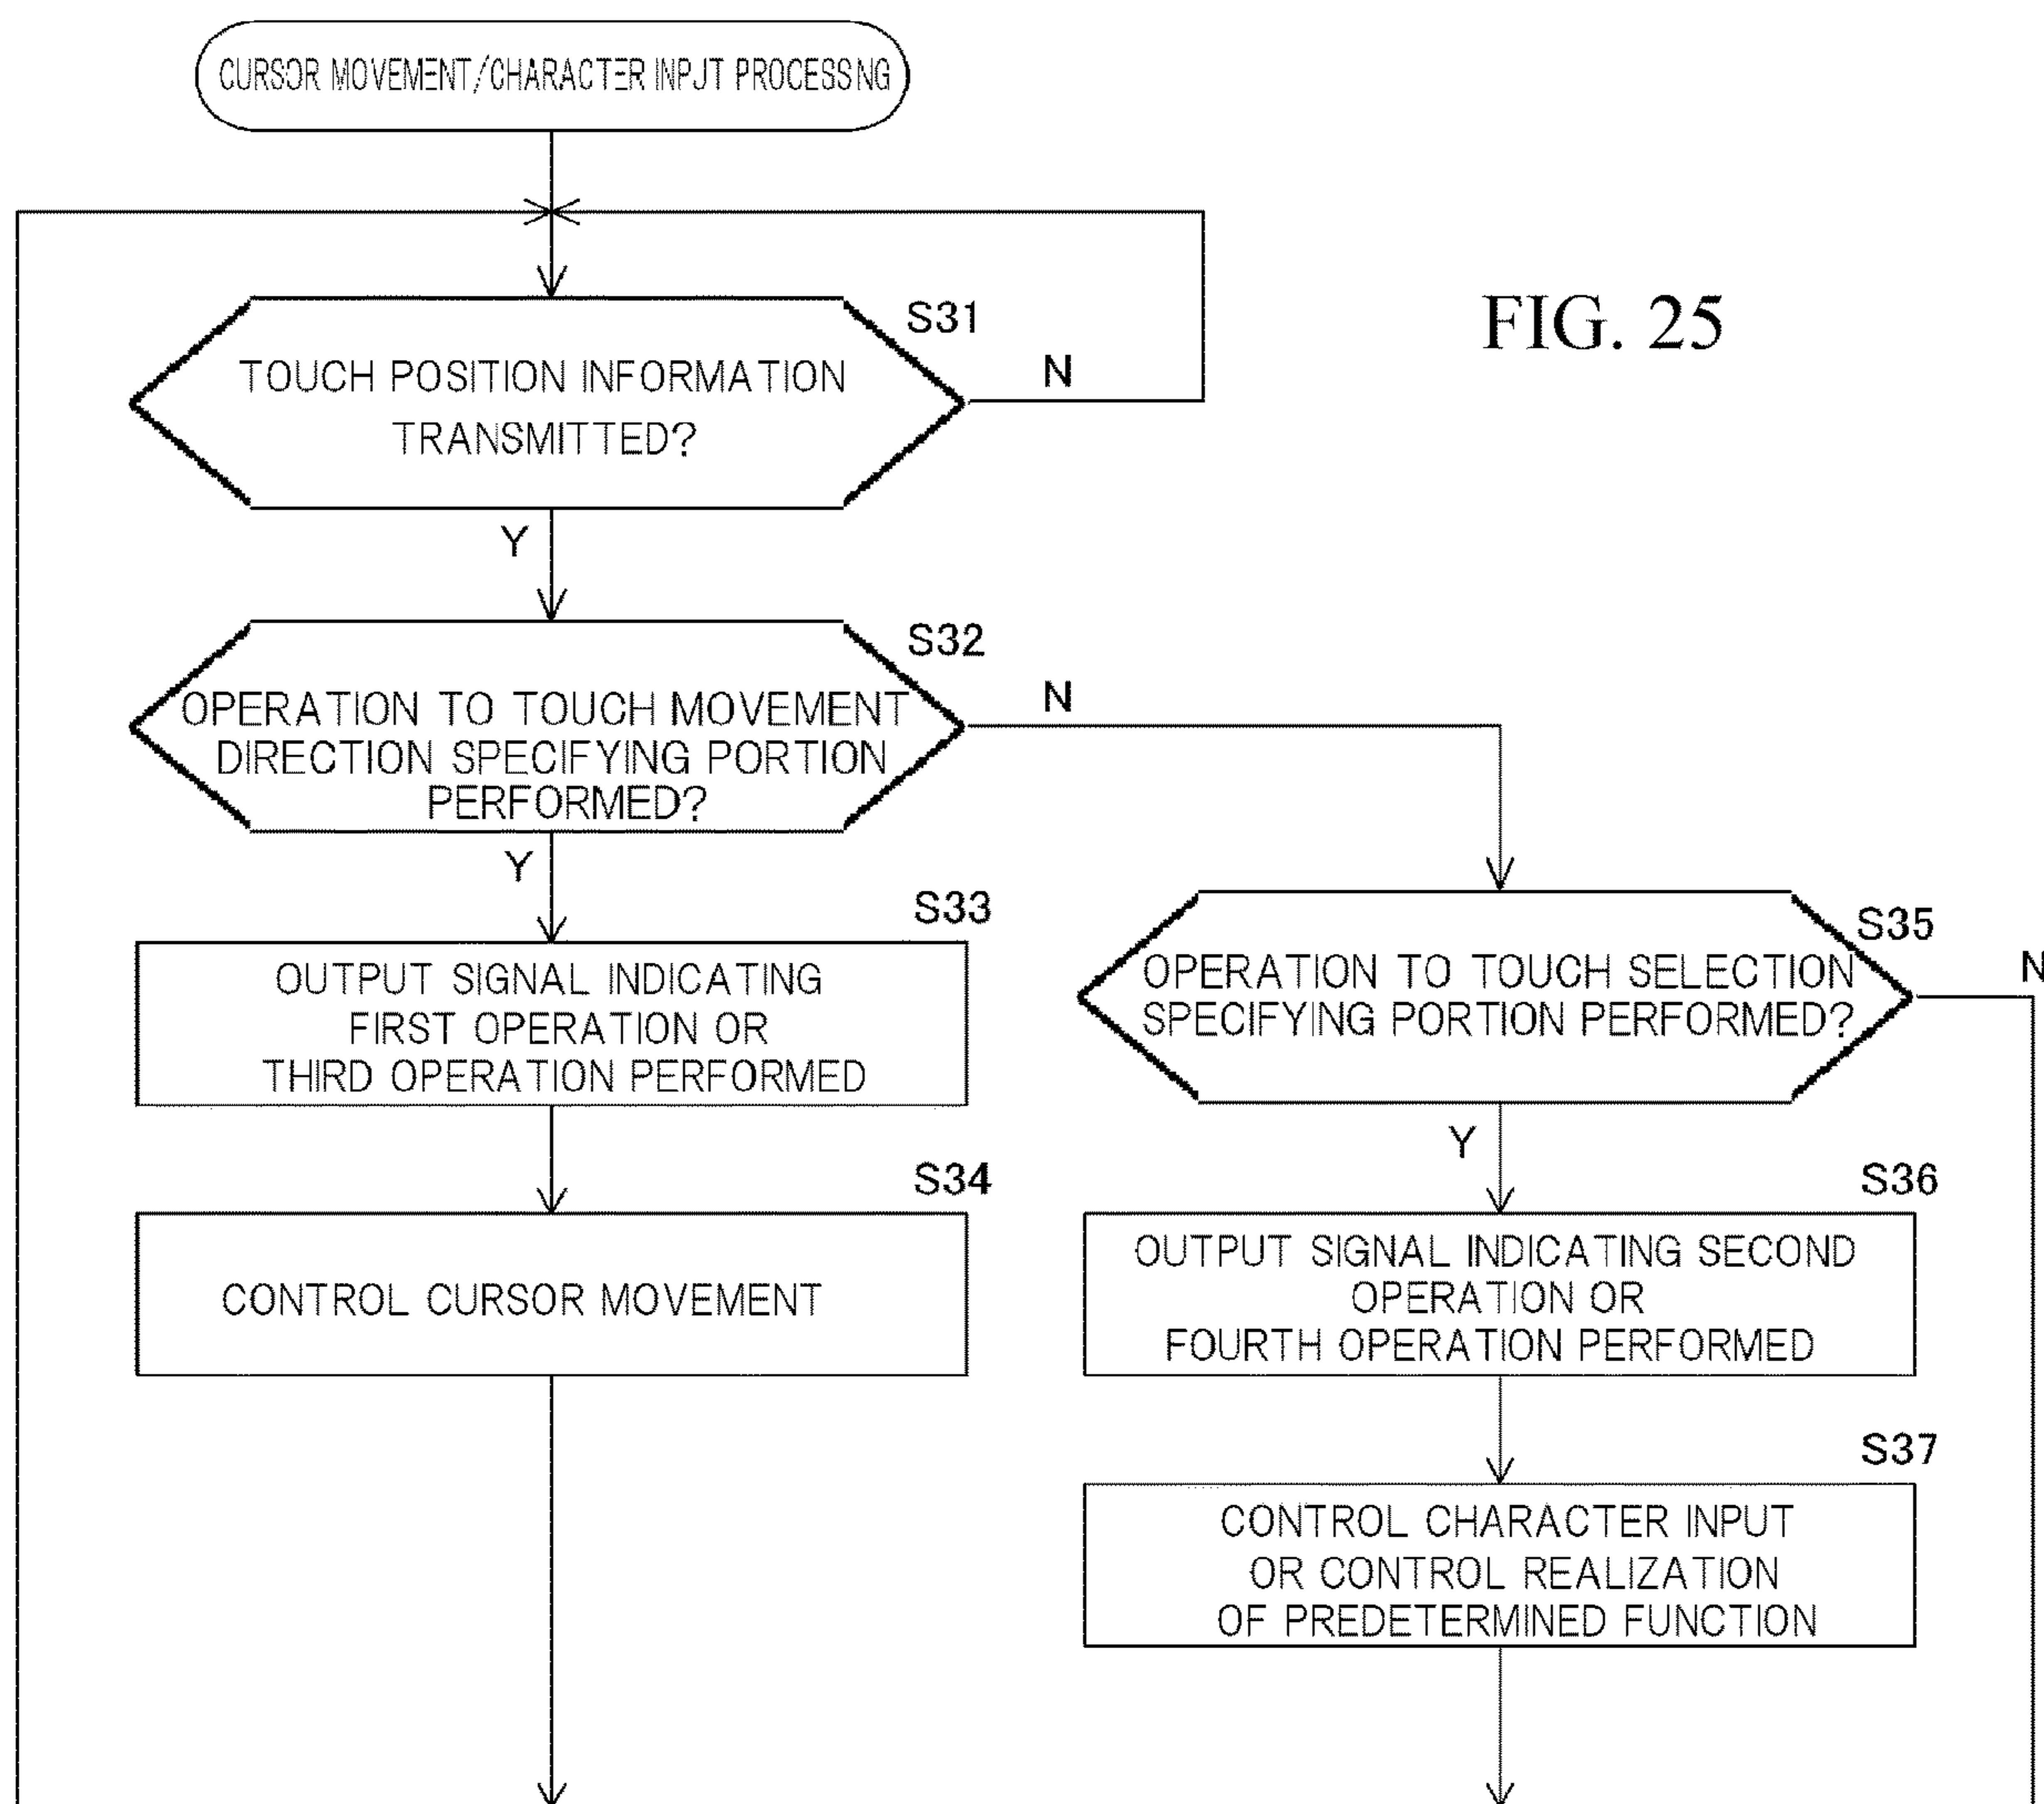 CURSOR MOVEMENT/CHARACTER INPJT PROCESSNG
FIG. 25
S31
TOUCH POSITION INFORMATION
TRANSMITTED?
N
Y
S32
OPERATION TO TOUCH MOVEMENT
DIRECTION SPECIFYING PORTION
PERFORMED?
N
Y
S33
OUTPUT SIGNAL INDICATING
FIRST OPERATION OR
THIRD OPERATION PERFORMED
S34
CONTROL CURSOR MOVEMENT
S35
OPERATION TO TOUCH SELECTION
SPECIFYING PORTION PERFORMED?
N
Y
S36
OUTPUT SIGNAL INDICATING SECOND
OPERATION OR
FOURTH OPERATION PERFORMED
S37
CONTROL CHARACTER INPUT
OR CONTROL REALIZATION
OF PREDETERMINED FUNCTION